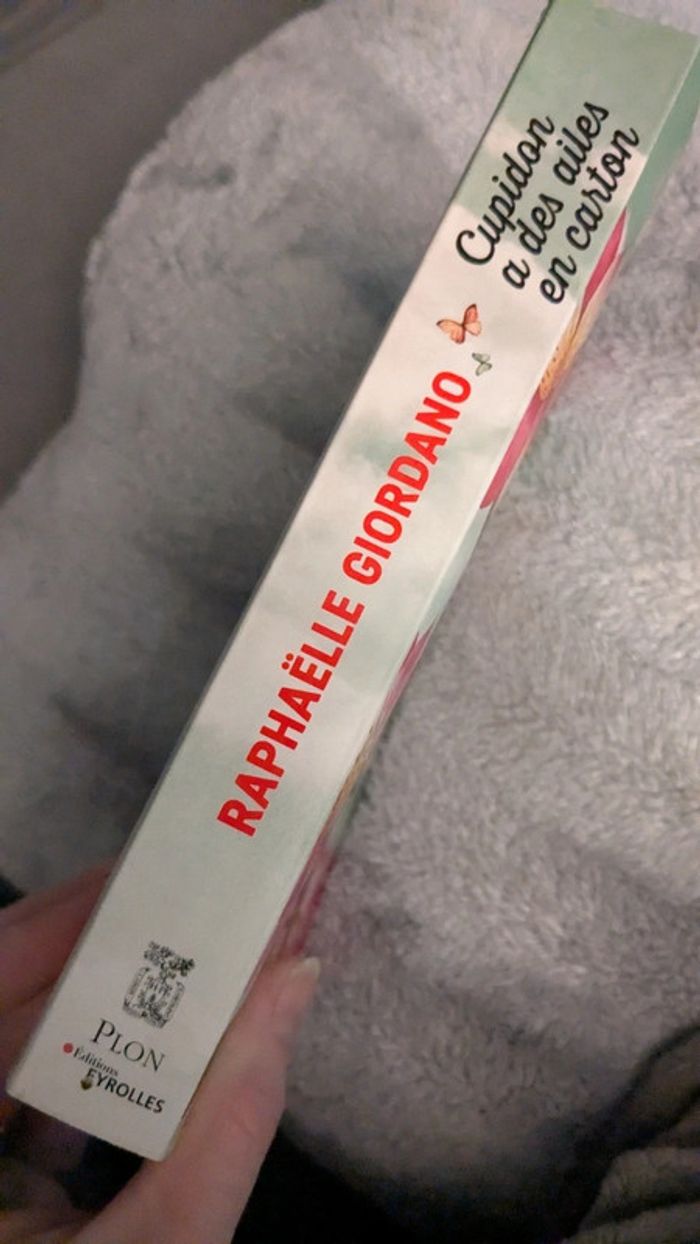 Cupidon
a des ailes
en carton
RAPHAËLLE GIORDANO
PLON
Éditions
EYROLLES